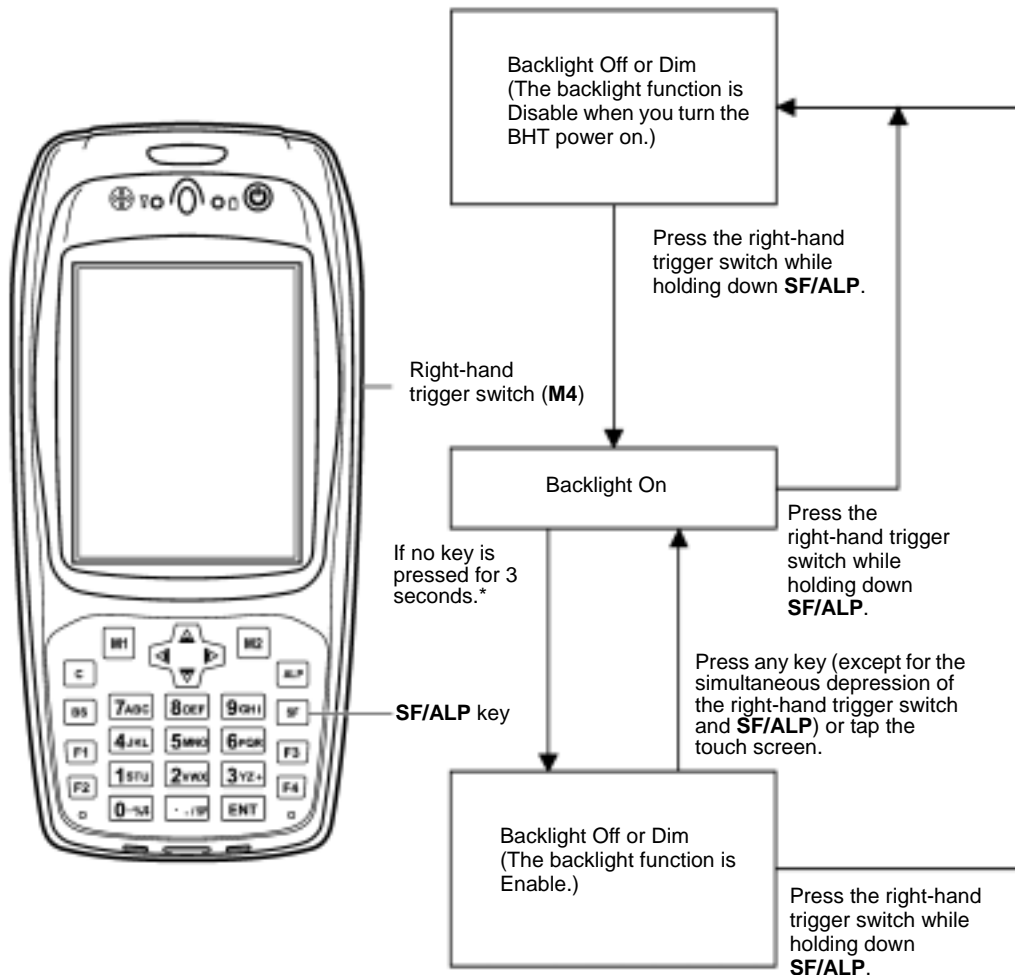 Backlight Off or Dim
(The backlight function is
Disable when you turn the
BHT power on.)
Press the right-hand
trigger switch while
holding down SF/ALP.
Right-hand
trigger switch (M4)
Backlight On
If no key is
pressed for 3
seconds.*
Press the
right-hand trigger
switch while
holding down
SF/ALP.
Press any key (except for the
simultaneous depression of
the right-hand trigger switch
and SF/ALP) or tap the
touch screen.
SF/ALP key
Backlight Off or Dim
(The backlight function is
Enable.)
Press the right-hand
trigger switch while
holding down
SF/ALP.
M1 M2
C ALP
BS 7ABC 8DEF 9GHI SF
4JKL 5MNO 6PQR
F1 F3
1STU 2VWX 3YZ+
F2 F4
0 ENT